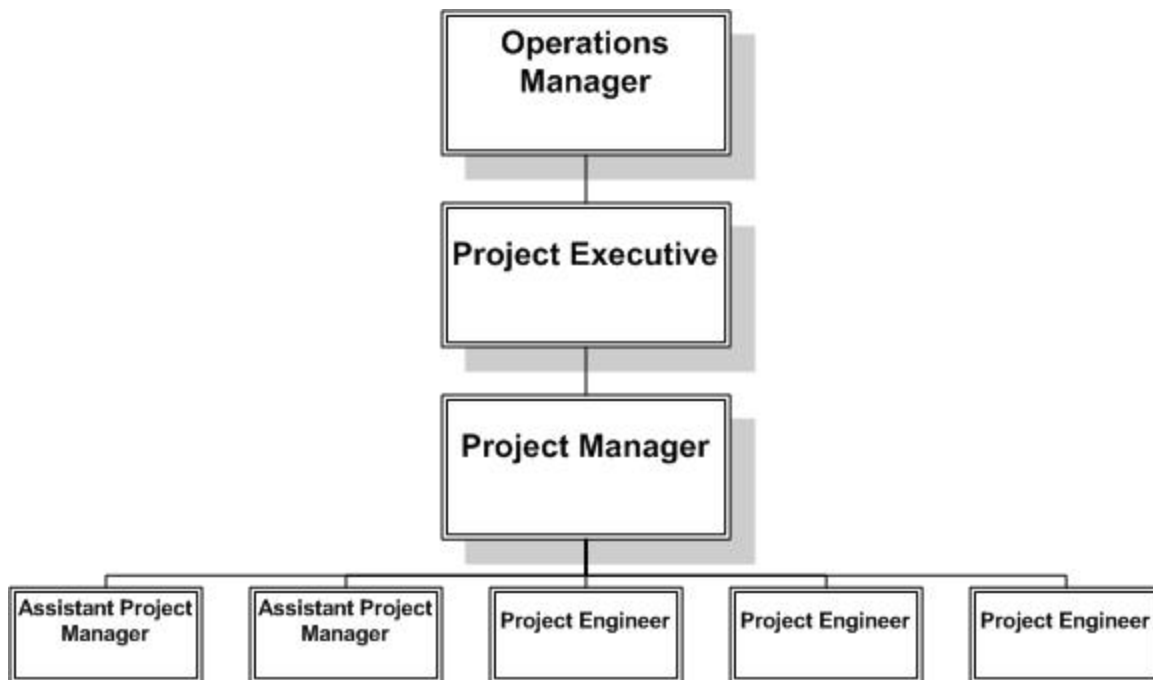 Operations
Manager
Project Executive
Project Manager
Assistant Project
Manager
Assistant Project
Manager
Project Engineer
Project Engineer
Project Engineer